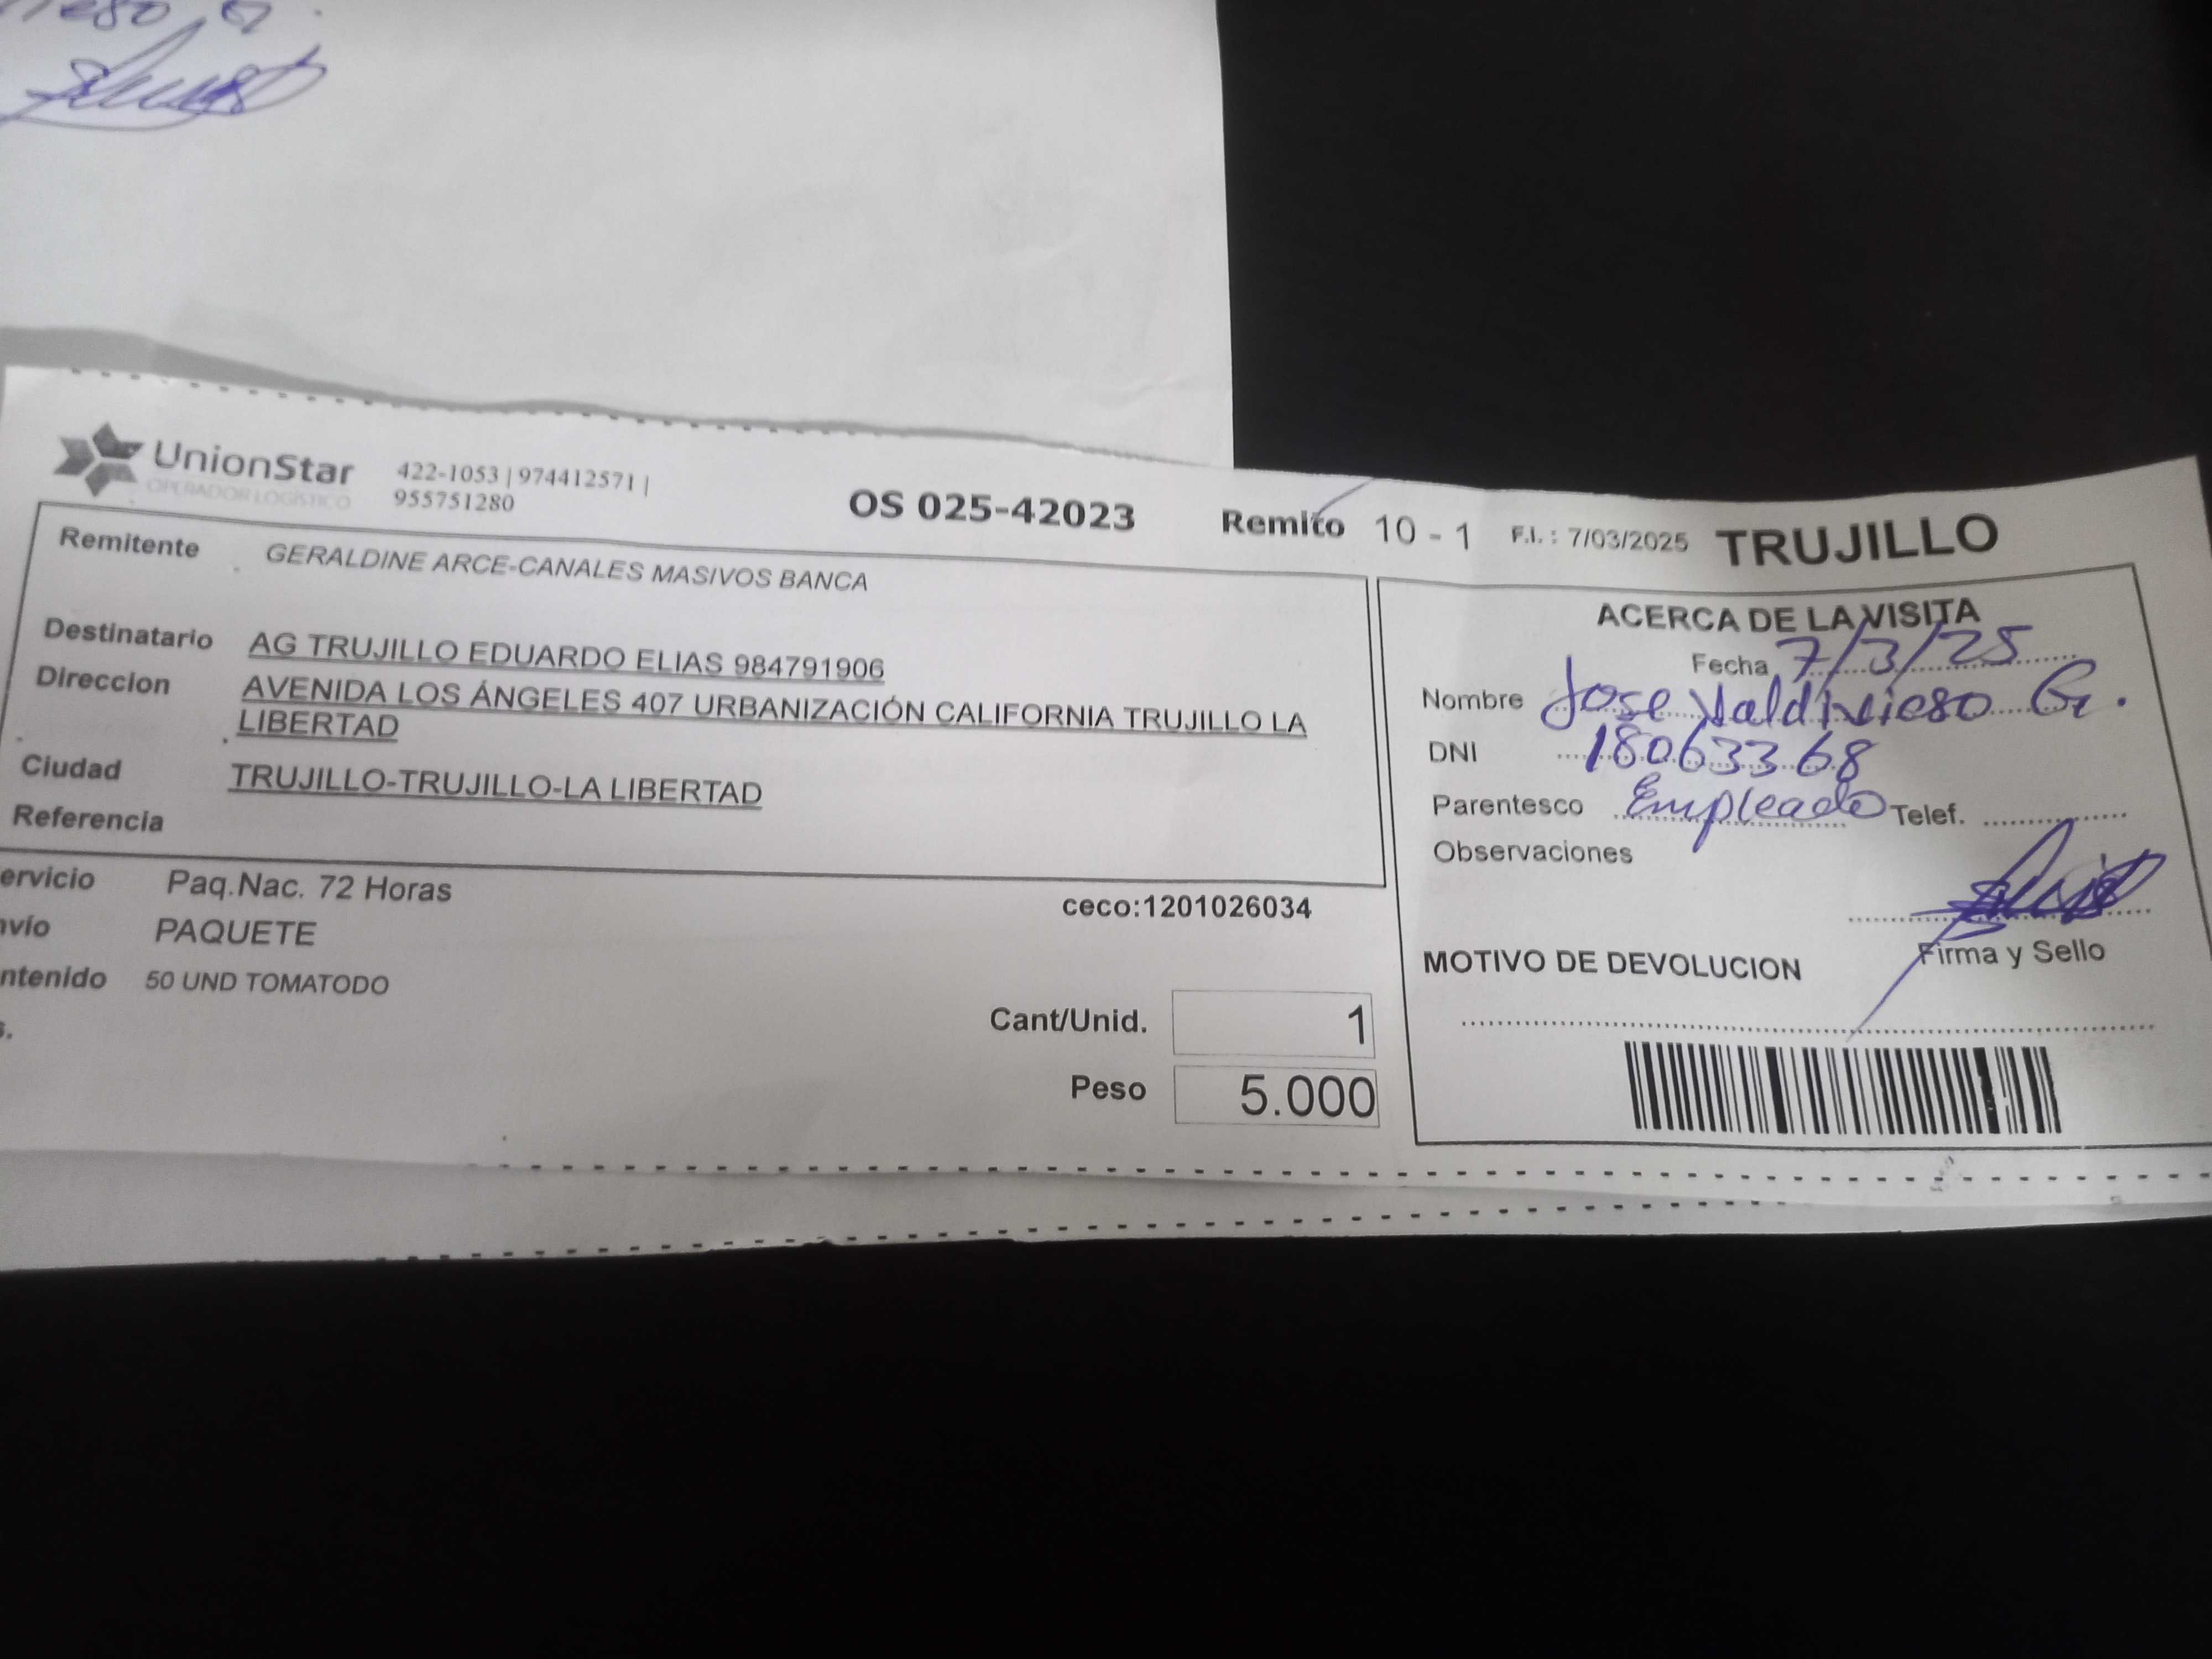 UnionStar
OPERADOR LOGÍSTICO
422-1053 | 974412571 |
955751280
OS 025-42023 Remito 10 - 1 F.I. : 7/03/2025 TRUJILLO
Remitente GERALDINE ARCE-CANALES MASIVOS BANCA
Destinatario AG TRUJILLO EDUARDO ELIAS 984791906
Direccion AVENIDA LOS ÁNGELES 407 URBANIZACIÓN CALIFORNIA TRUJILLO LA
LIBERTAD
Ciudad TRUJILLO-TRUJILLO-LA LIBERTAD
Referencia
ervicio Paq.Nac. 72 Horas
ceco:1201026034
nvío PAQUETE
ntenido 50 UND TOMATODO
s.
Cant/Unid. 1
Peso 5.000
ACERCA DE LA VISITA
Fecha 7/3/25
Nombre Jose Valdivieso G.
DNI 18063368
Parentesco Empleado Telef.
Observaciones
Firma y Sello
MOTIVO DE DEVOLUCION